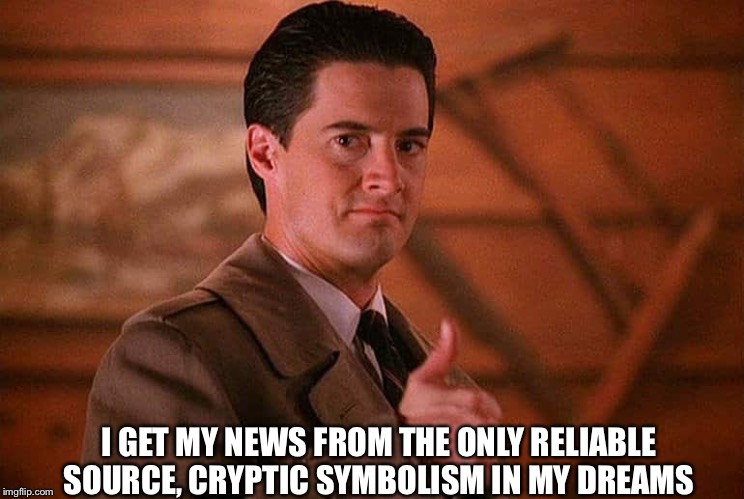 I GET MY NEWS FROM THE ONLY RELIABLE
SOURCE, CRYPTIC SYMBOLISM IN MY DREAMS
imgflip.com